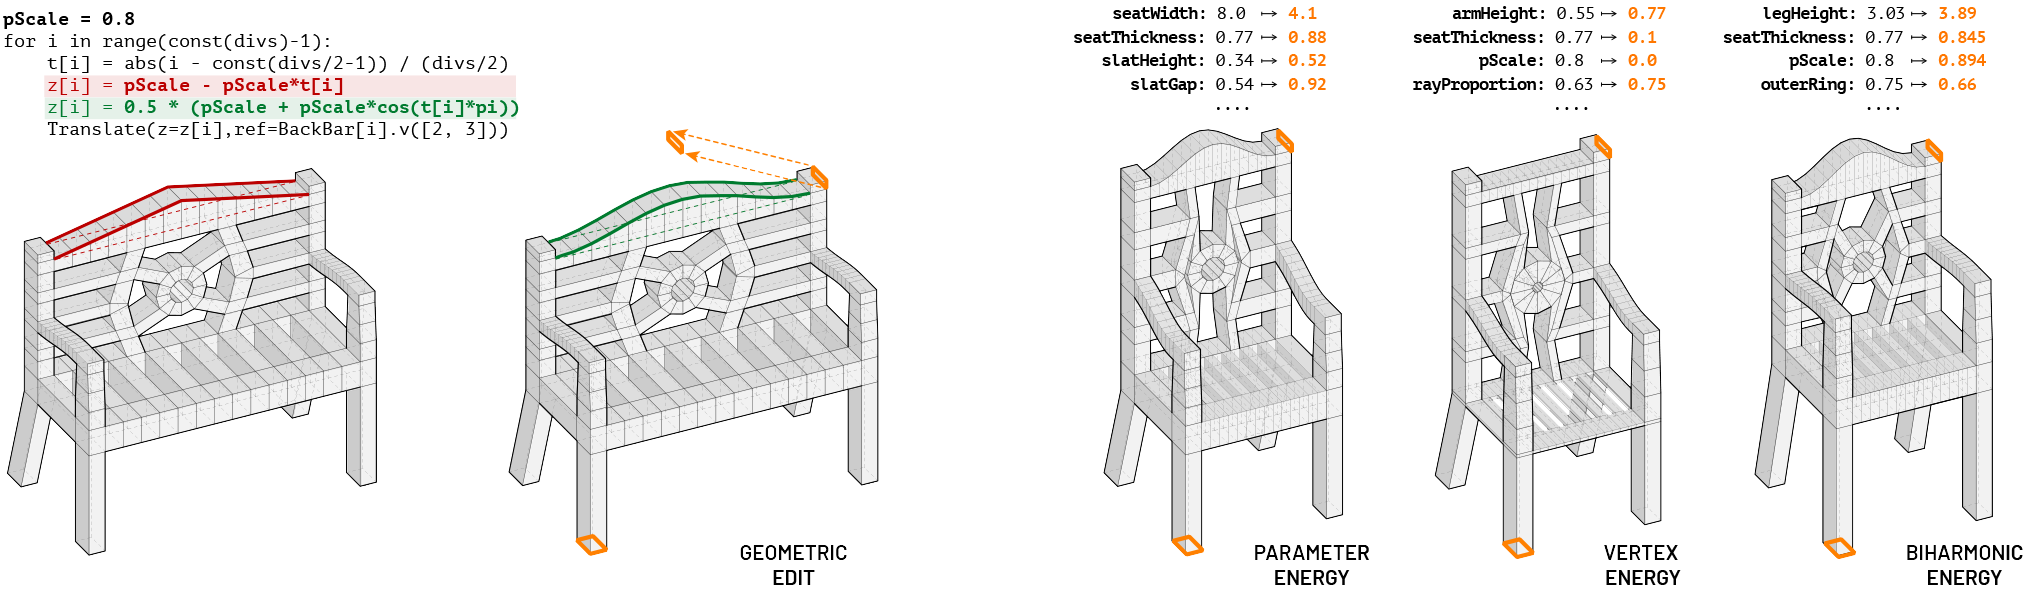 pScale = 0.8
for i in range(const(divs)-1):
    t[i] = abs(i - const(divs/2-1)) / (divs/2)
    z[i] = pScale - pScale*t[i]
    z[i] = 0.5 * (pScale + pScale*cos(t[i]*pi))
    Translate(z=z[i],ref=BackBar[i].v([2, 3]))
GEOMETRIC
EDIT
seatWidth: 8.0 ↦ 4.1
seatThickness: 0.77 ↦ 0.88
slatHeight: 0.34 ↦ 0.52
slatGap: 0.54 ↦ 0.92
....
PARAMETER
ENERGY
armHeight: 0.55 ↦ 0.77
seatThickness: 0.77 ↦ 0.1
pScale: 0.8 ↦ 0.0
rayProportion: 0.63 ↦ 0.75
....
VERTEX
ENERGY
legHeight: 3.03 ↦ 3.89
seatThickness: 0.77 ↦ 0.845
pScale: 0.8 ↦ 0.894
outerRing: 0.75 ↦ 0.66
....
BIHARMONIC
ENERGY